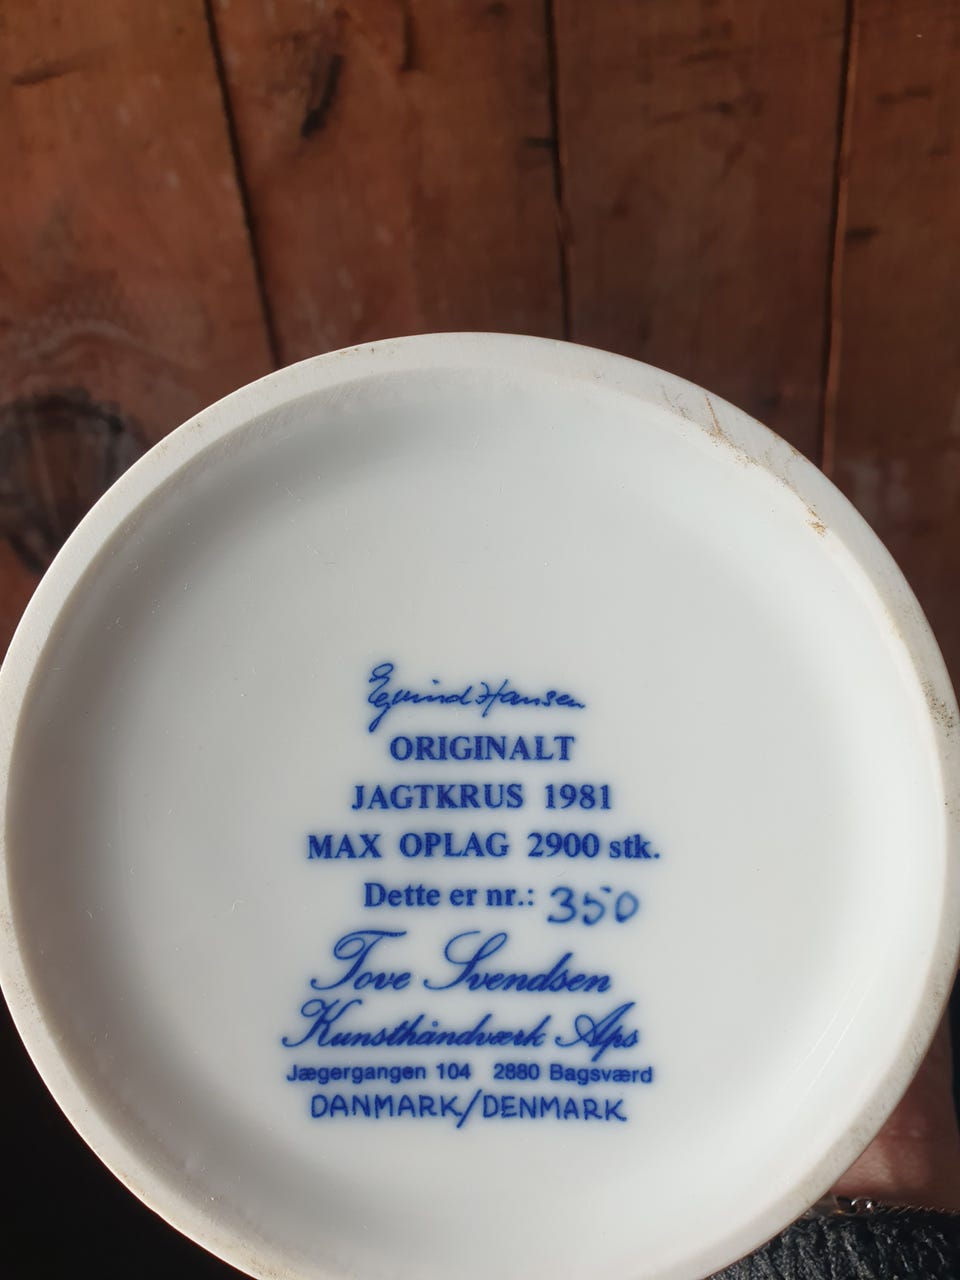 Eyvind Hansen
ORIGINALT
JAGTKRUS 1981
MAX OPLAG 2900 stk.
Dette er nr.: 350
Tove Svendsen
Kunsthåndværk Aps
Jægergangen 104 2880 Bagsværd
DANMARK/DENMARK